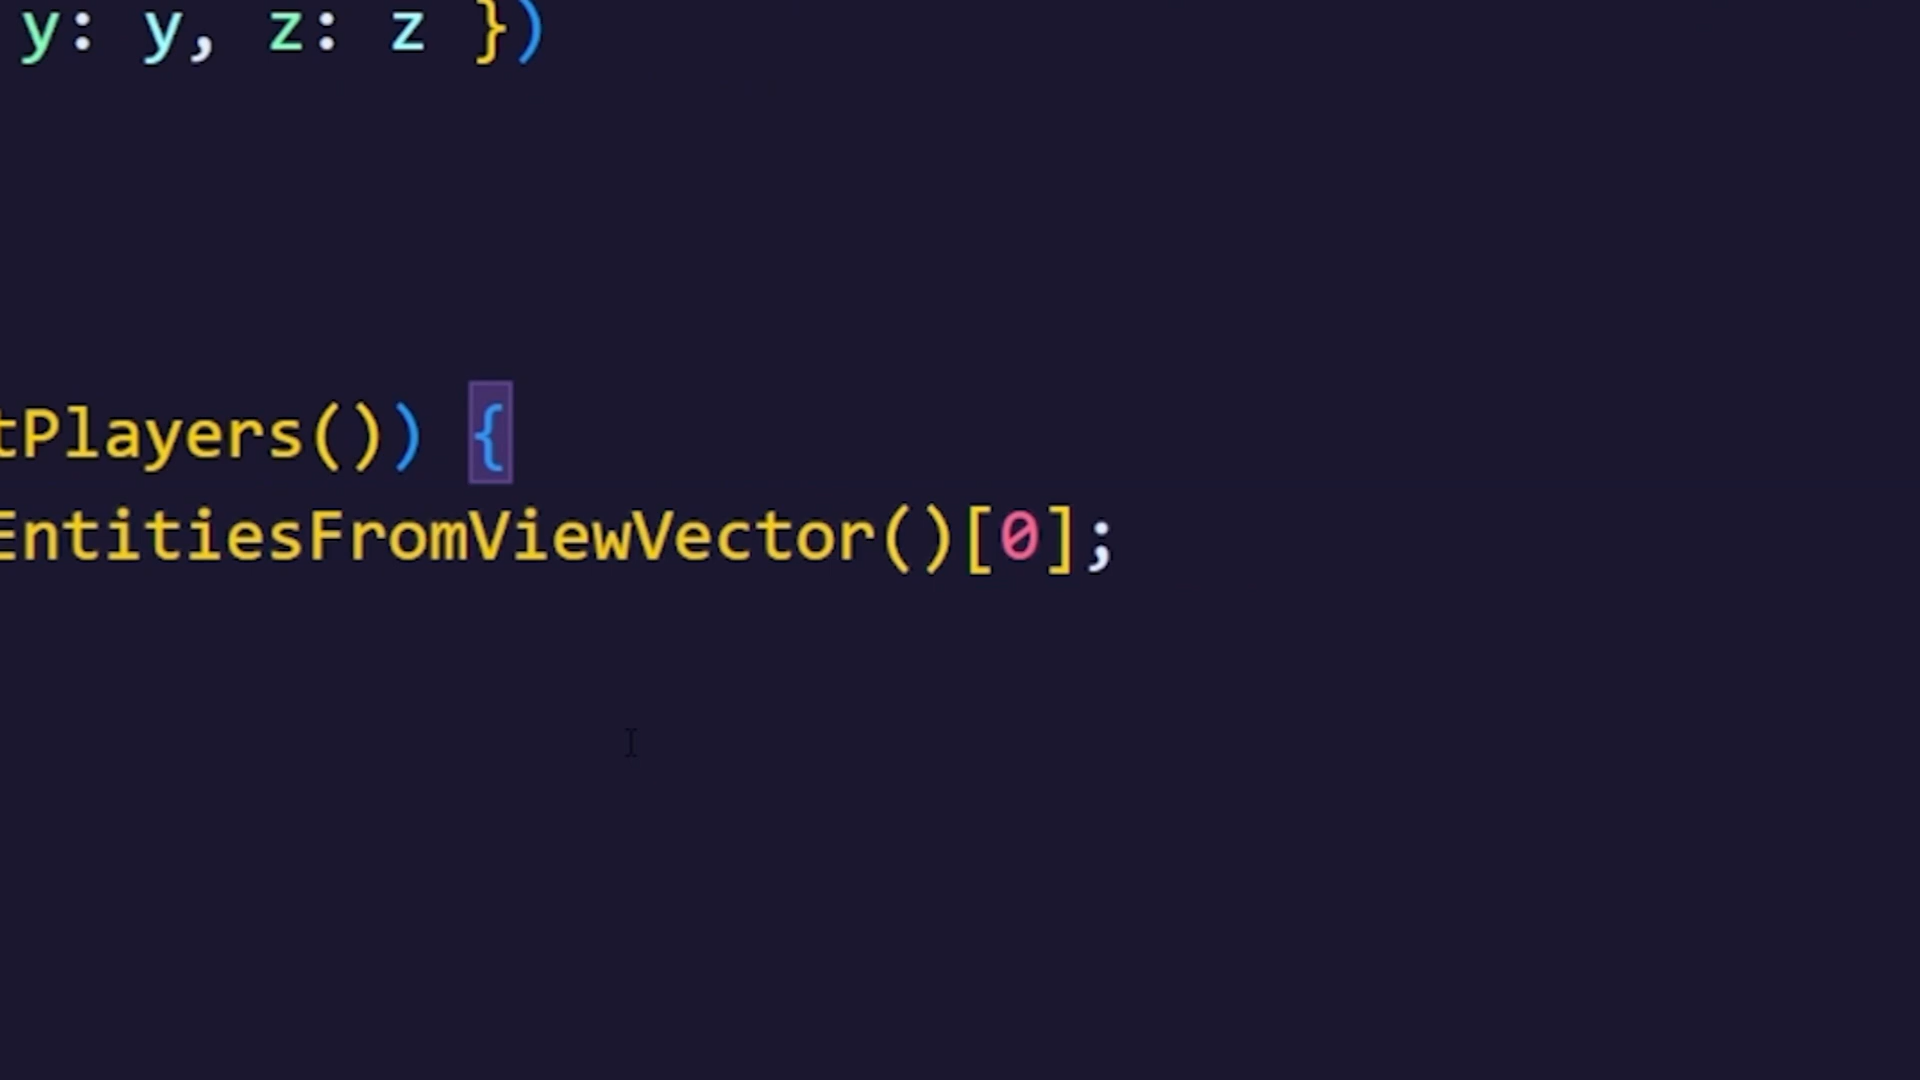 y: y, z: z })
tPlayers()) {
EntitiesFromViewVector()[0];